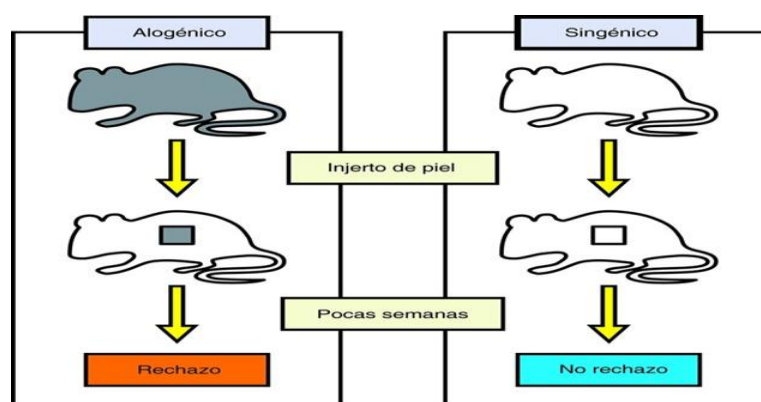 Alogénico
Singénico
Injerto de piel
Pocas semanas
Rechazo
No rechazo